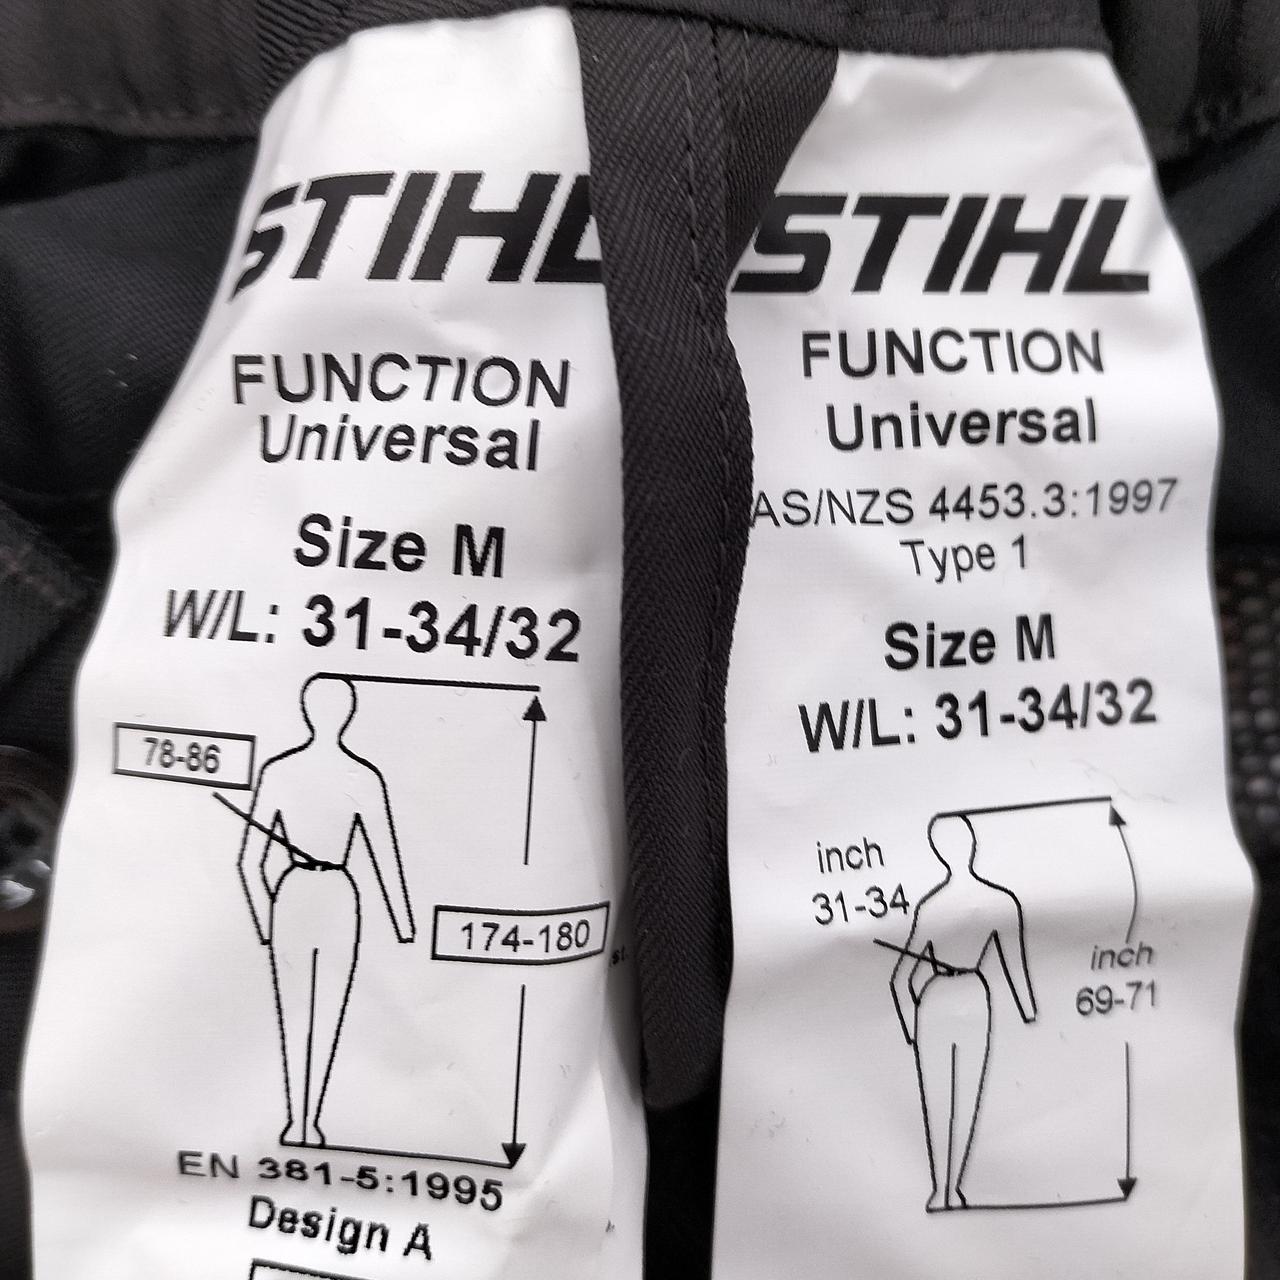 STIHL
FUNCTION
Universal
Size M
W/L: 31-34/32
78-86
174-180
EN 381-5:1995
Design A
STIHL
FUNCTION
Universal
AS/NZS 4453.3:1997
Type 1
Size M
W/L: 31-34/32
inch
31-34
inch
69-71